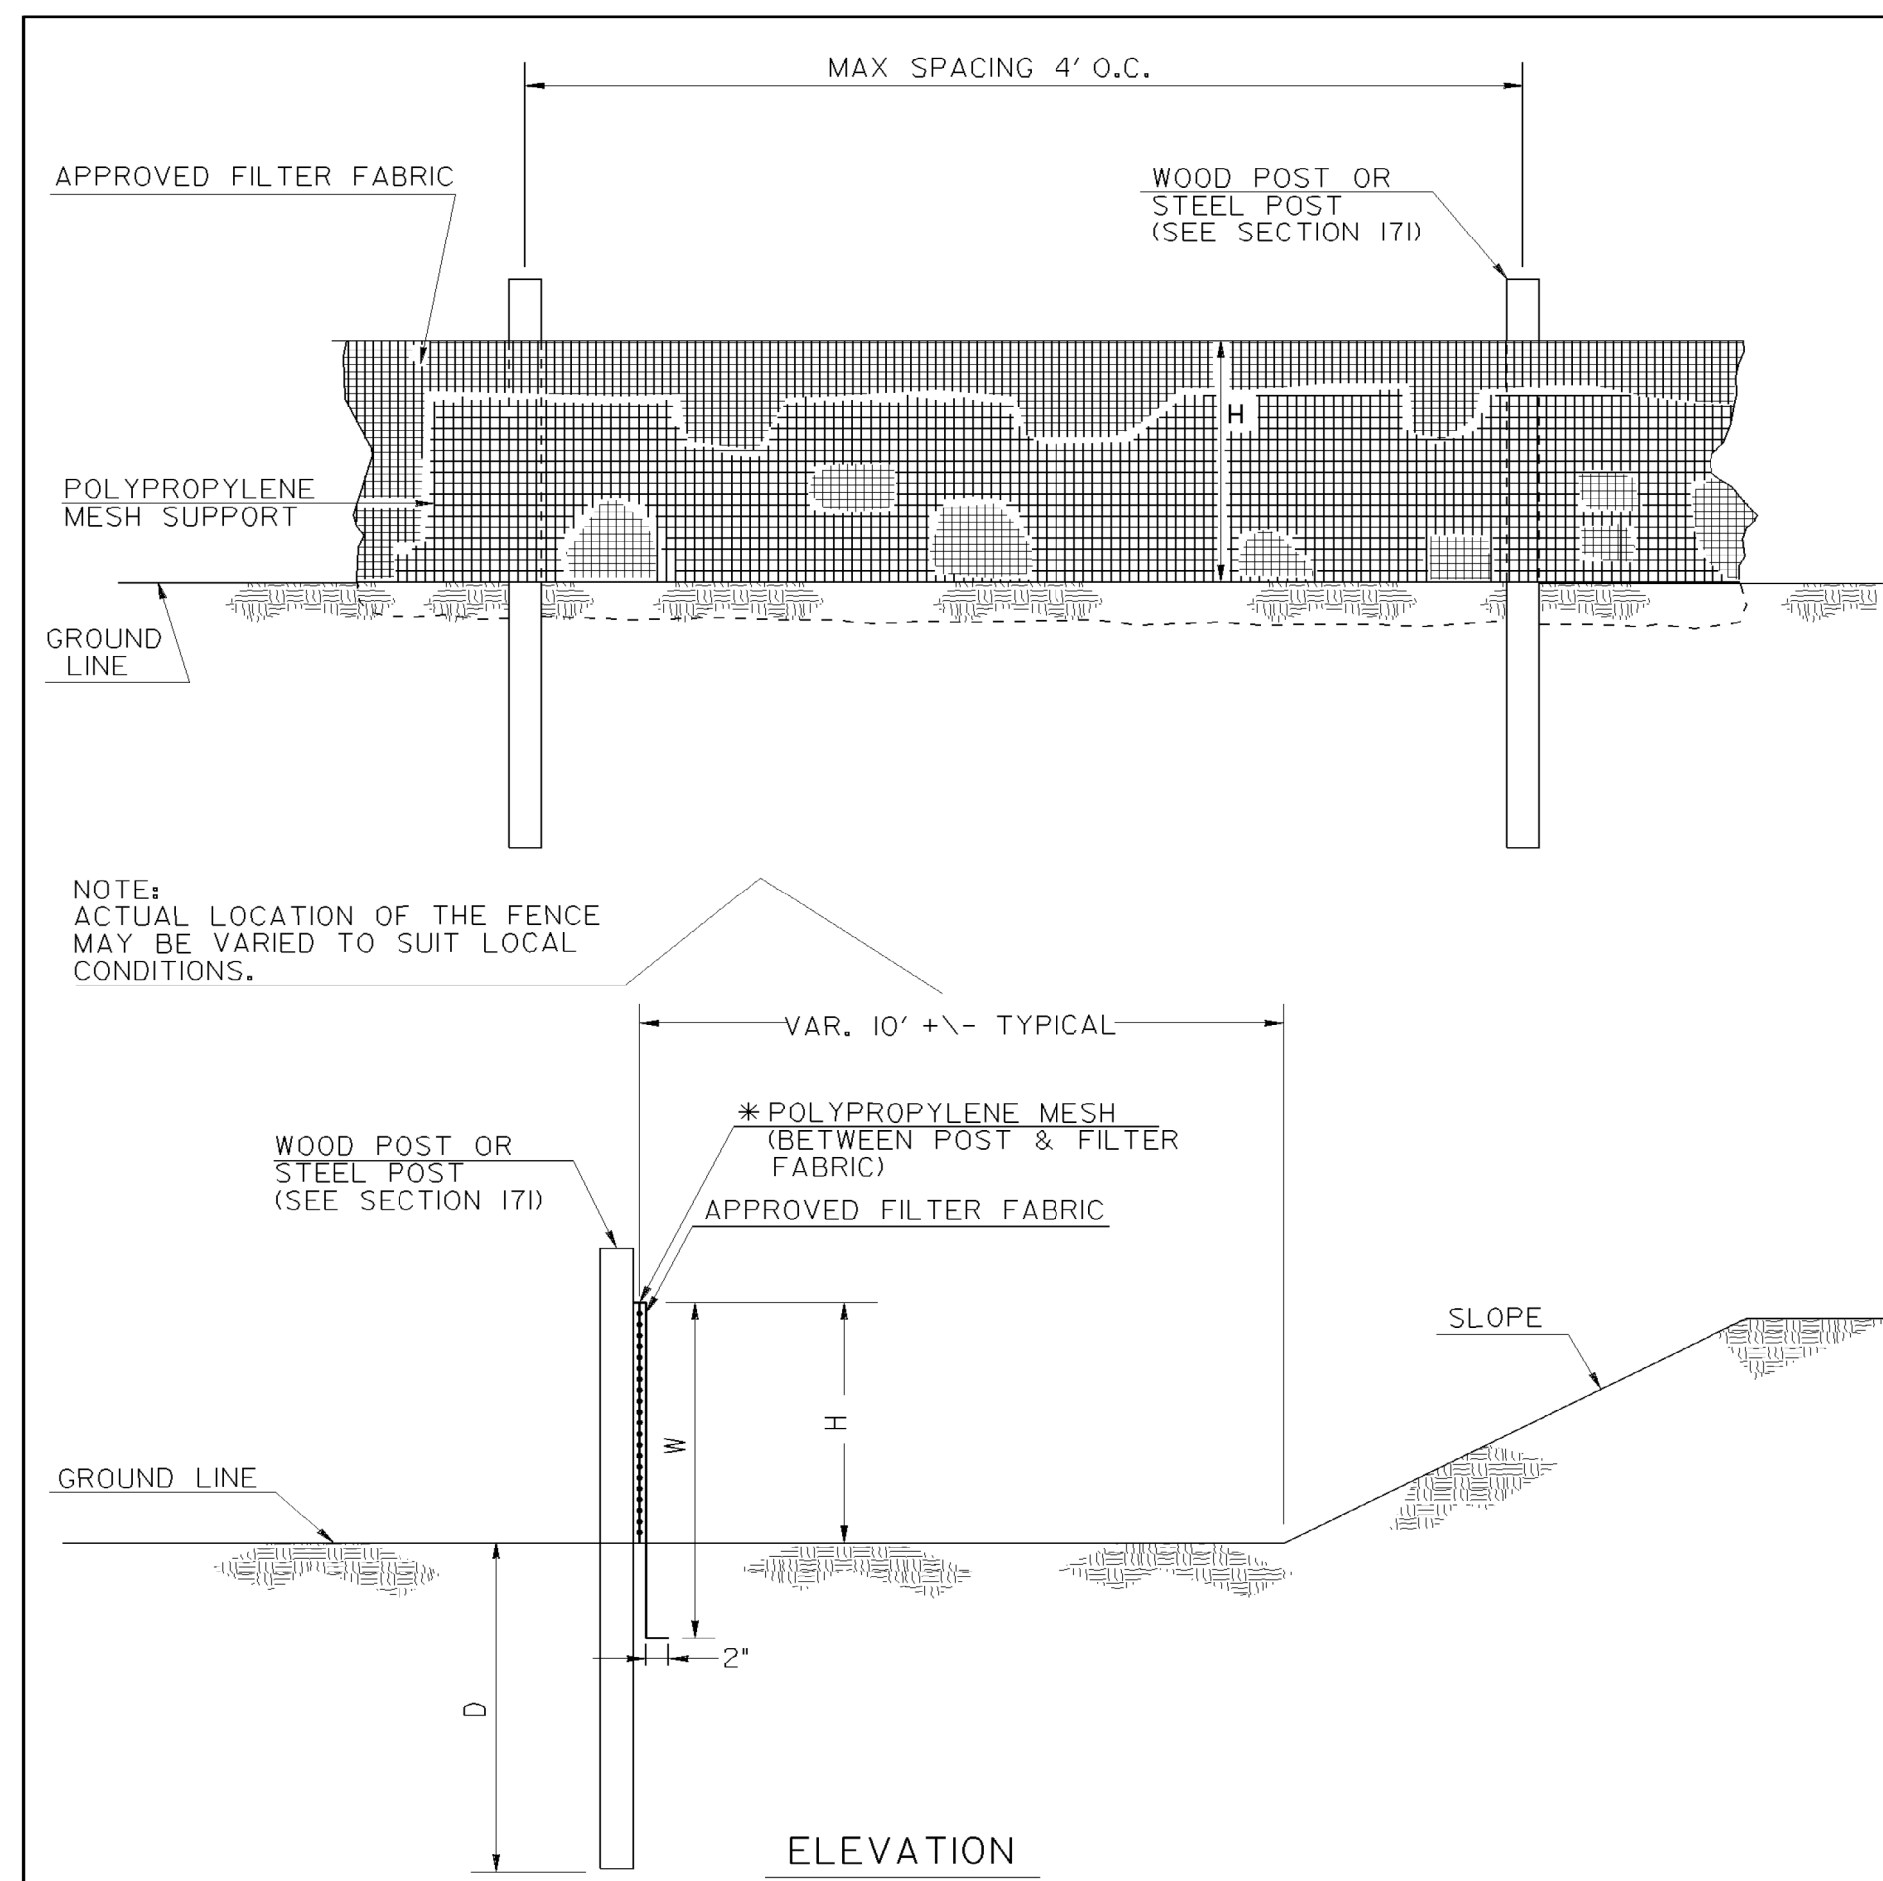 MAX SPACING 4' O.C.
APPROVED FILTER FABRIC
WOOD POST OR
STEEL POST
(SEE SECTION 171)
H
POLYPROPYLENE
MESH SUPPORT
GROUND
LINE
NOTE:
ACTUAL LOCATION OF THE FENCE
MAY BE VARIED TO SUIT LOCAL
CONDITIONS.
VAR. 10' +\- TYPICAL
* POLYPROPYLENE MESH
(BETWEEN POST & FILTER
FABRIC)
WOOD POST OR
STEEL POST
(SEE SECTION 171)
APPROVED FILTER FABRIC
SLOPE
H
W
GROUND LINE
2"
D
ELEVATION